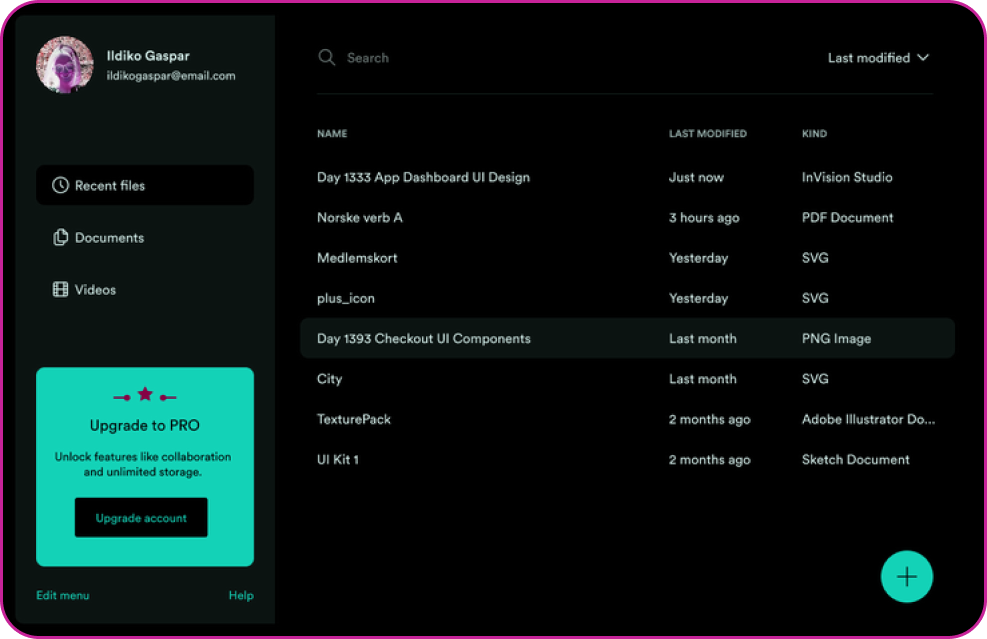 Ildiko Gaspar
ildikogaspar@email.com
Recent files
Documents
Videos
Upgrade to PRO
Unlock features like collaboration
and unlimited storage.
Upgrade account
Edit menu Help
Search Last modified
NAME LAST MODIFIED KIND
Day 1333 App Dashboard UI Design Just now InVision Studio
Norske verb A 3 hours ago PDF Document
Medlemskort Yesterday SVG
plus_icon Yesterday SVG
Day 1393 Checkout UI Components Last month PNG Image
City Last month SVG
TexturePack 2 months ago Adobe Illustrator Do...
UI Kit 1 2 months ago Sketch Document